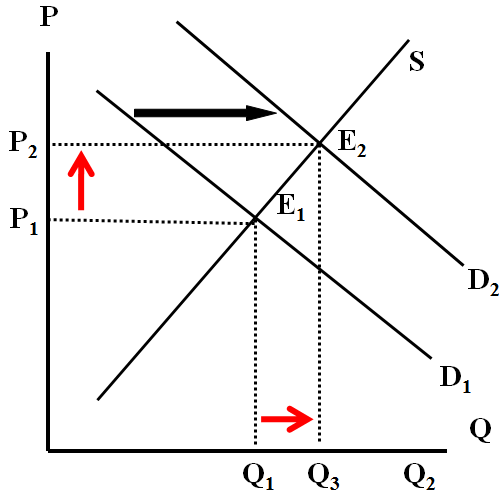 P
S
P₂
E₂
E₁
P₁
D₂
D₁
Q
Q₁ Q₃ Q₂